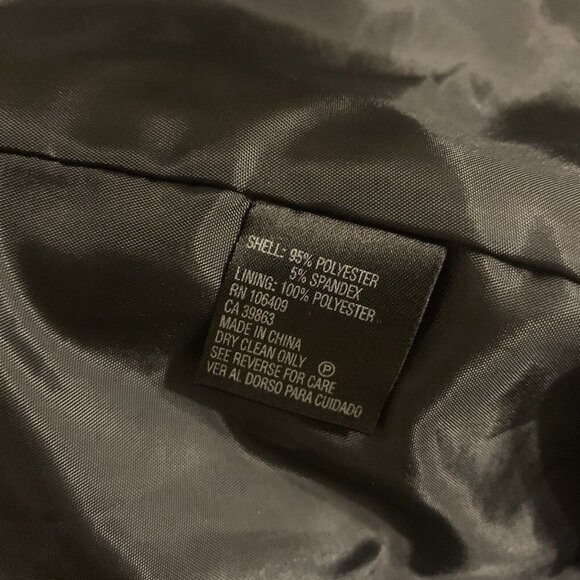 SHELL: 95% POLYESTER
5% SPANDEX
LINING: 100% POLYESTER
RN 106409
CA 39863
MADE IN CHINA
DRY CLEAN ONLY Ⓟ
SEE REVERSE FOR CARE
VER AL DORSO PARA CUIDADO